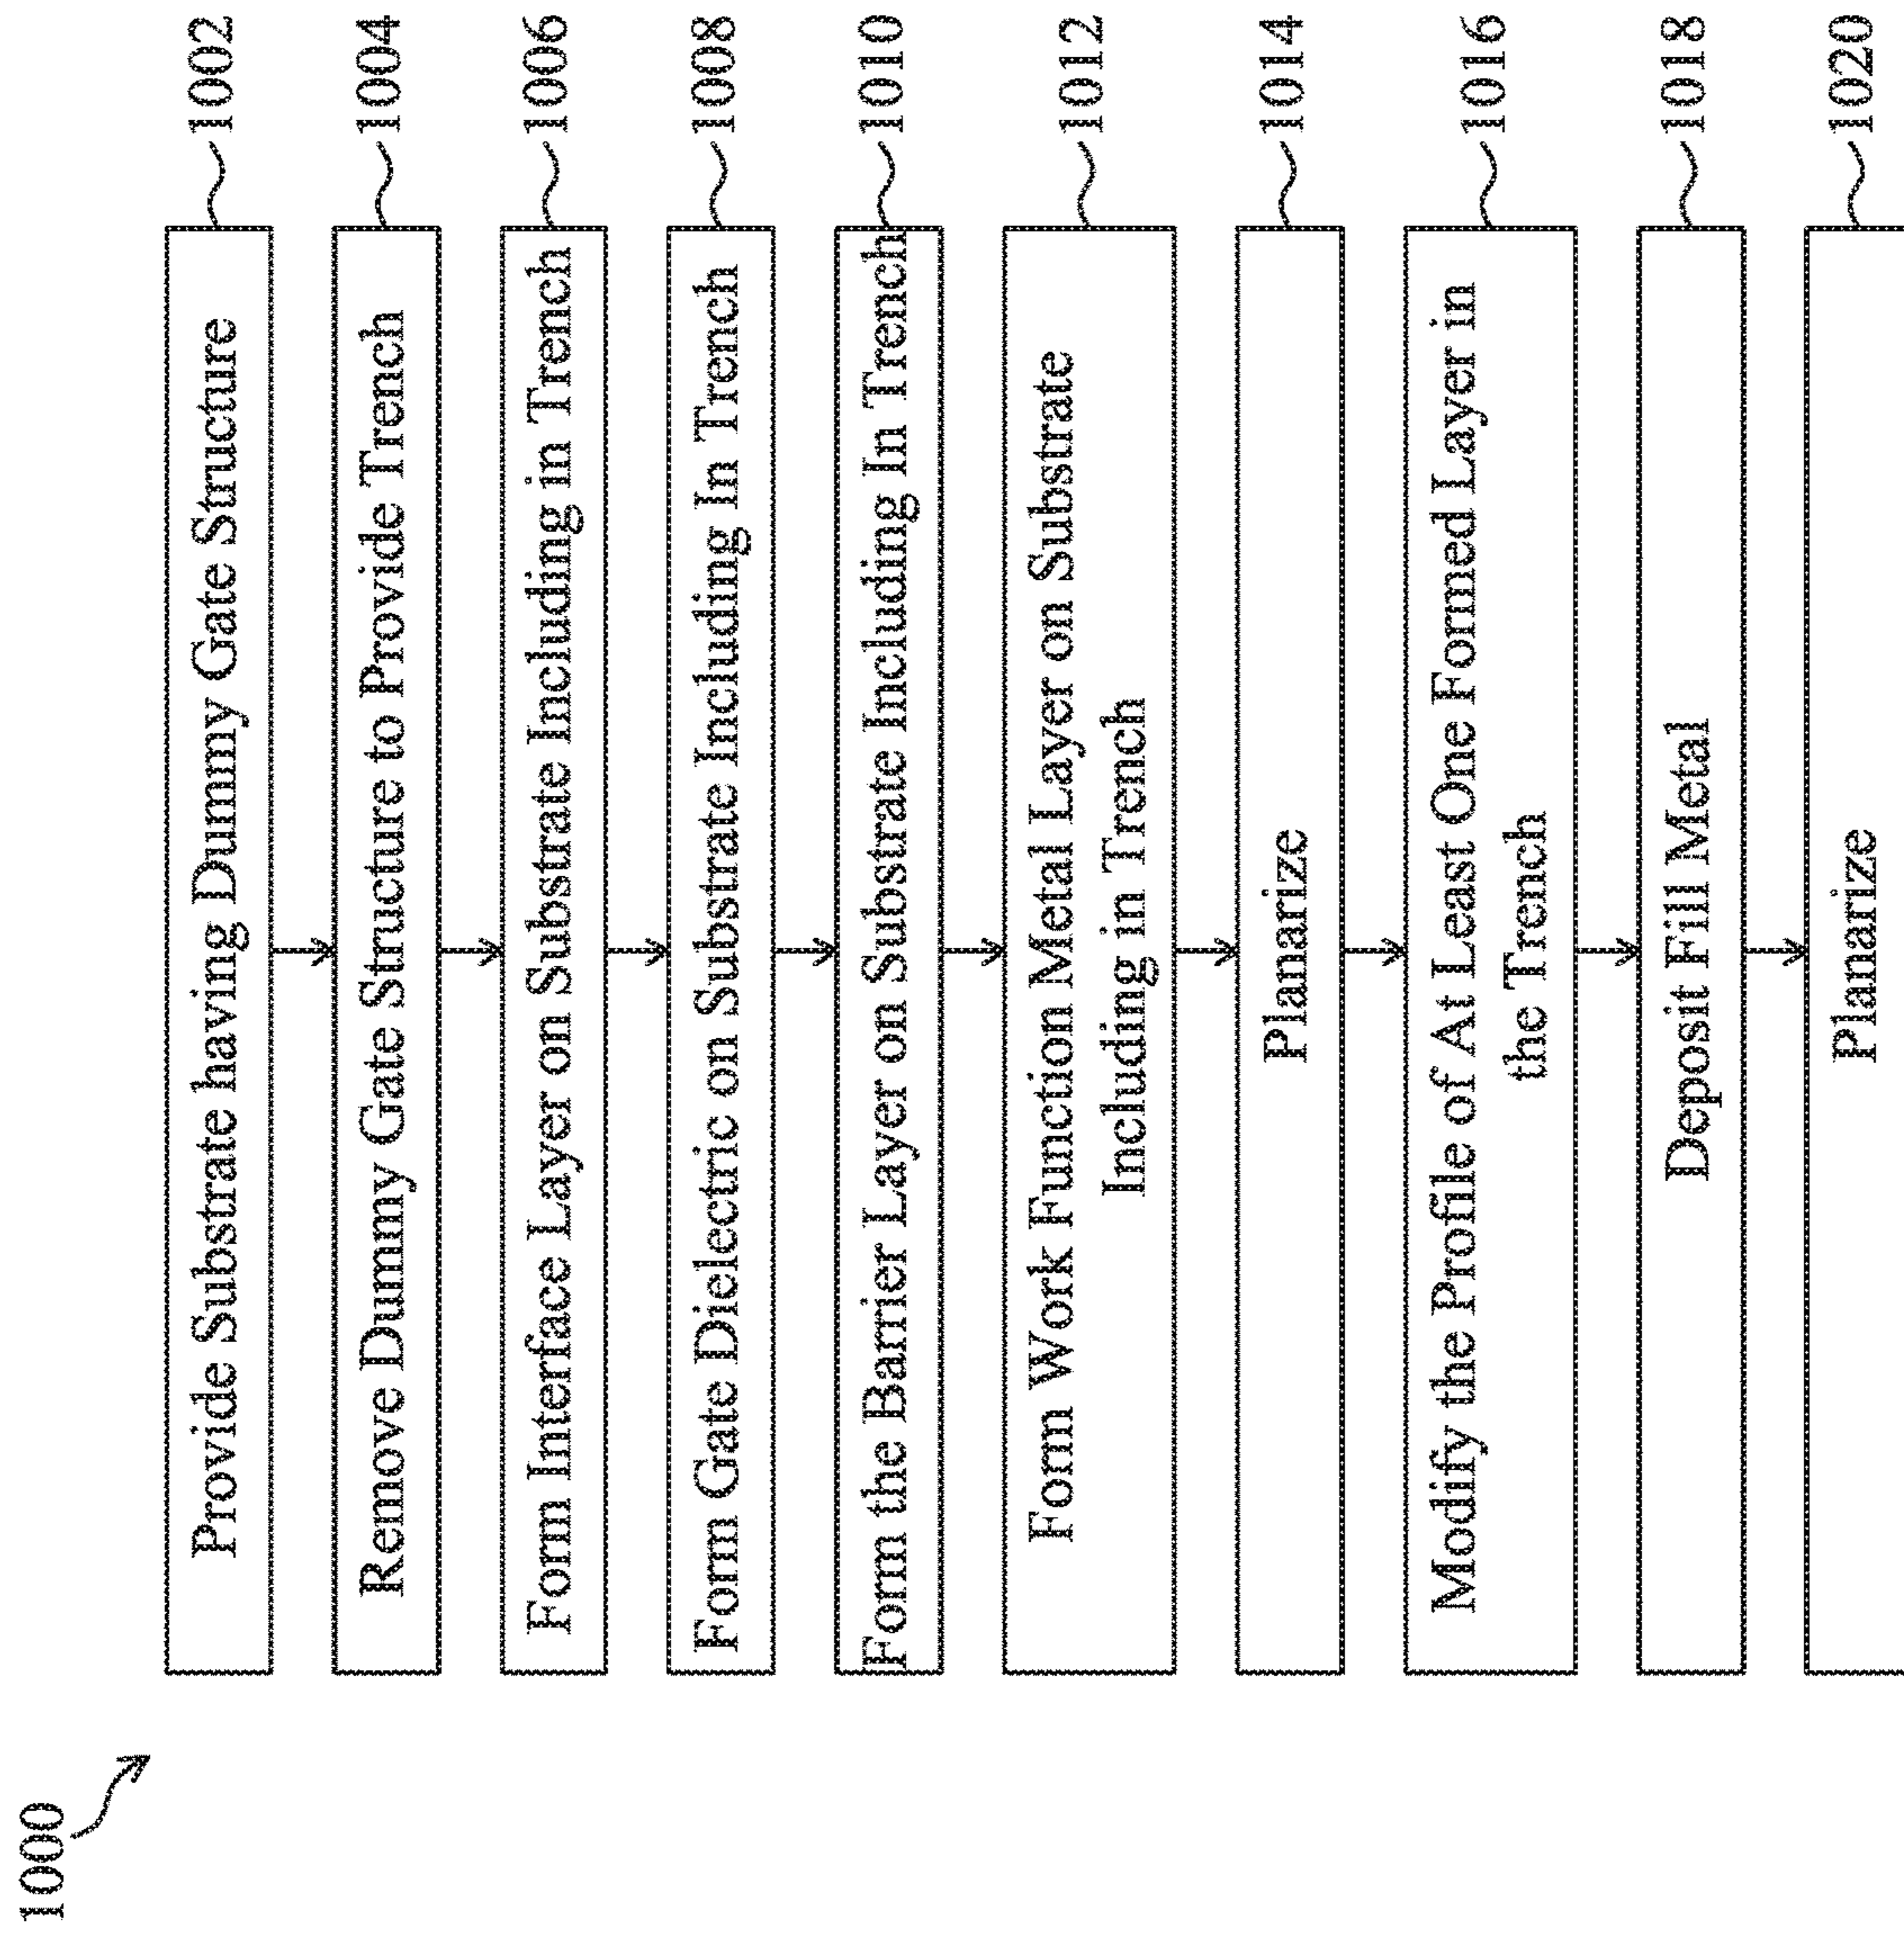 1000
Provide Substrate having Dummy Gate Structure
1002
Remove Dummy Gate Structure to Provide Trench
1004
Form Interface Layer on Substrate Including in Trench
1006
Form Gate Dielectric on Substrate Including In Trench
1008
Form the Barrier Layer on Substrate Including In Trench
1010
Form Work Function Metal Layer on Substrate
Including in Trench
1012
Planarize
1014
Modify the Profile of At Least One Formed Layer in
the Trench
1016
Deposit Fill Metal
1018
Planarize
1020